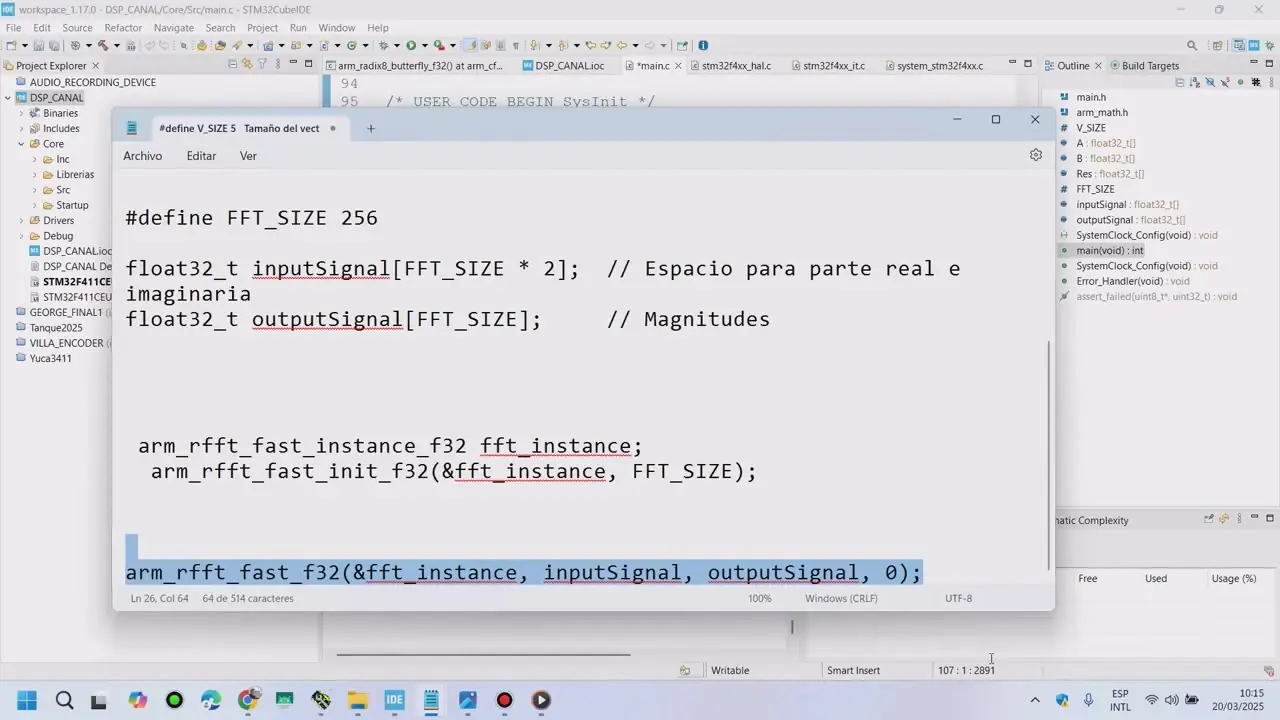 workspace_1.17.0 - DSP_CANAL/Core/Src/main.c - STM32CubeIDE
File Edit Source Refactor Navigate Search Project Run Window Help
Project Explorer
arm_radix8_butterfly_f32() at arm_cf...
DSP_CANAL.ioc
*main.c
stm32f4xx_hal.c
stm32f4xx_it.c
system_stm32f4xx.c
Outline
Build Targets
AUDIO_RECORDING_DEVICE
DSP_CANAL
Binaries
Includes
Core
Inc
Librerias
Src
Startup
Drivers
Debug
DSP_CANAL.ioc
DSP_CANAL De
STM32F411CEU
STM32F411CEU
GEORGE_FINAL1
Tanque2025
VILLA_ENCODER
Yuca3411
94
95 /* USER CODE BEGIN SysInit */
#define V_SIZE 5 Tamaño del vect
Archivo Editar Ver
#define FFT_SIZE 256
float32_t inputSignal[FFT_SIZE * 2]; // Espacio para parte real e
imaginaria
float32_t outputSignal[FFT_SIZE]; // Magnitudes
arm_rfft_fast_instance_f32 fft_instance;
arm_rfft_fast_init_f32(&fft_instance, FFT_SIZE);
arm_rfft_fast_f32(&fft_instance, inputSignal, outputSignal, 0);
Ln 26, Col 64
64 de 514 caracteres
100%
Windows (CRLF)
UTF-8
main.h
arm_math.h
V_SIZE
A : float32_t[]
B : float32_t[]
Res : float32_t[]
FFT_SIZE
inputSignal : float32_t[]
outputSignal : float32_t[]
SystemClock_Config(void) : void
main(void) : int
SystemClock_Config(void) : void
Error_Handler(void) : void
assert_failed(uint8_t*, uint32_t) : void
matic Complexity
Free Used Usage (%)
Writable
Smart Insert
107 : 1 : 2891
IDE
ESP
INTL
10:15
20/03/2025